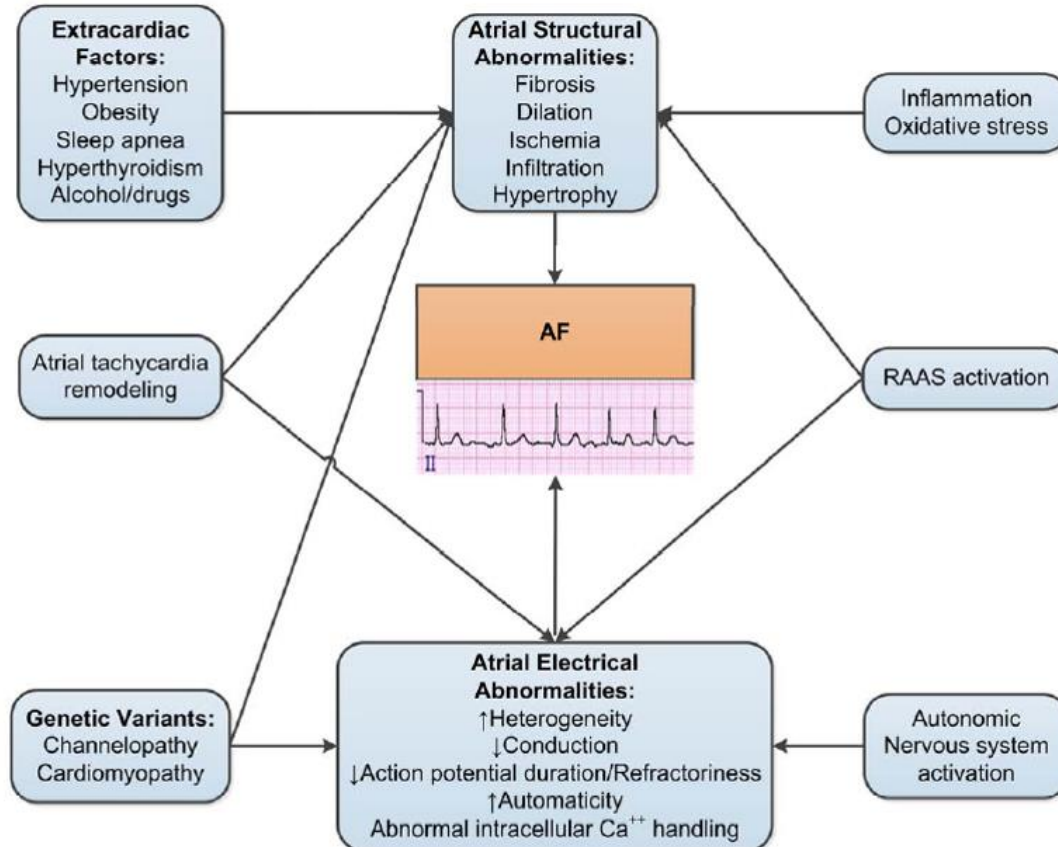 Extracardiac
Factors:
Hypertension
Obesity
Sleep apnea
Hyperthyroidism
Alcohol/drugs
Atrial Structural
Abnormalities:
Fibrosis
Dilation
Ischemia
Infiltration
Hypertrophy
Inflammation
Oxidative stress
Atrial tachycardia
remodeling
AF
II
RAAS activation
Genetic Variants:
Channelopathy
Cardiomyopathy
Atrial Electrical
Abnormalities:
↑Heterogeneity
↓Conduction
↓Action potential duration/Refractoriness
↑Automaticity
Abnormal intracellular Ca⁺⁺ handling
Autonomic
Nervous system
activation